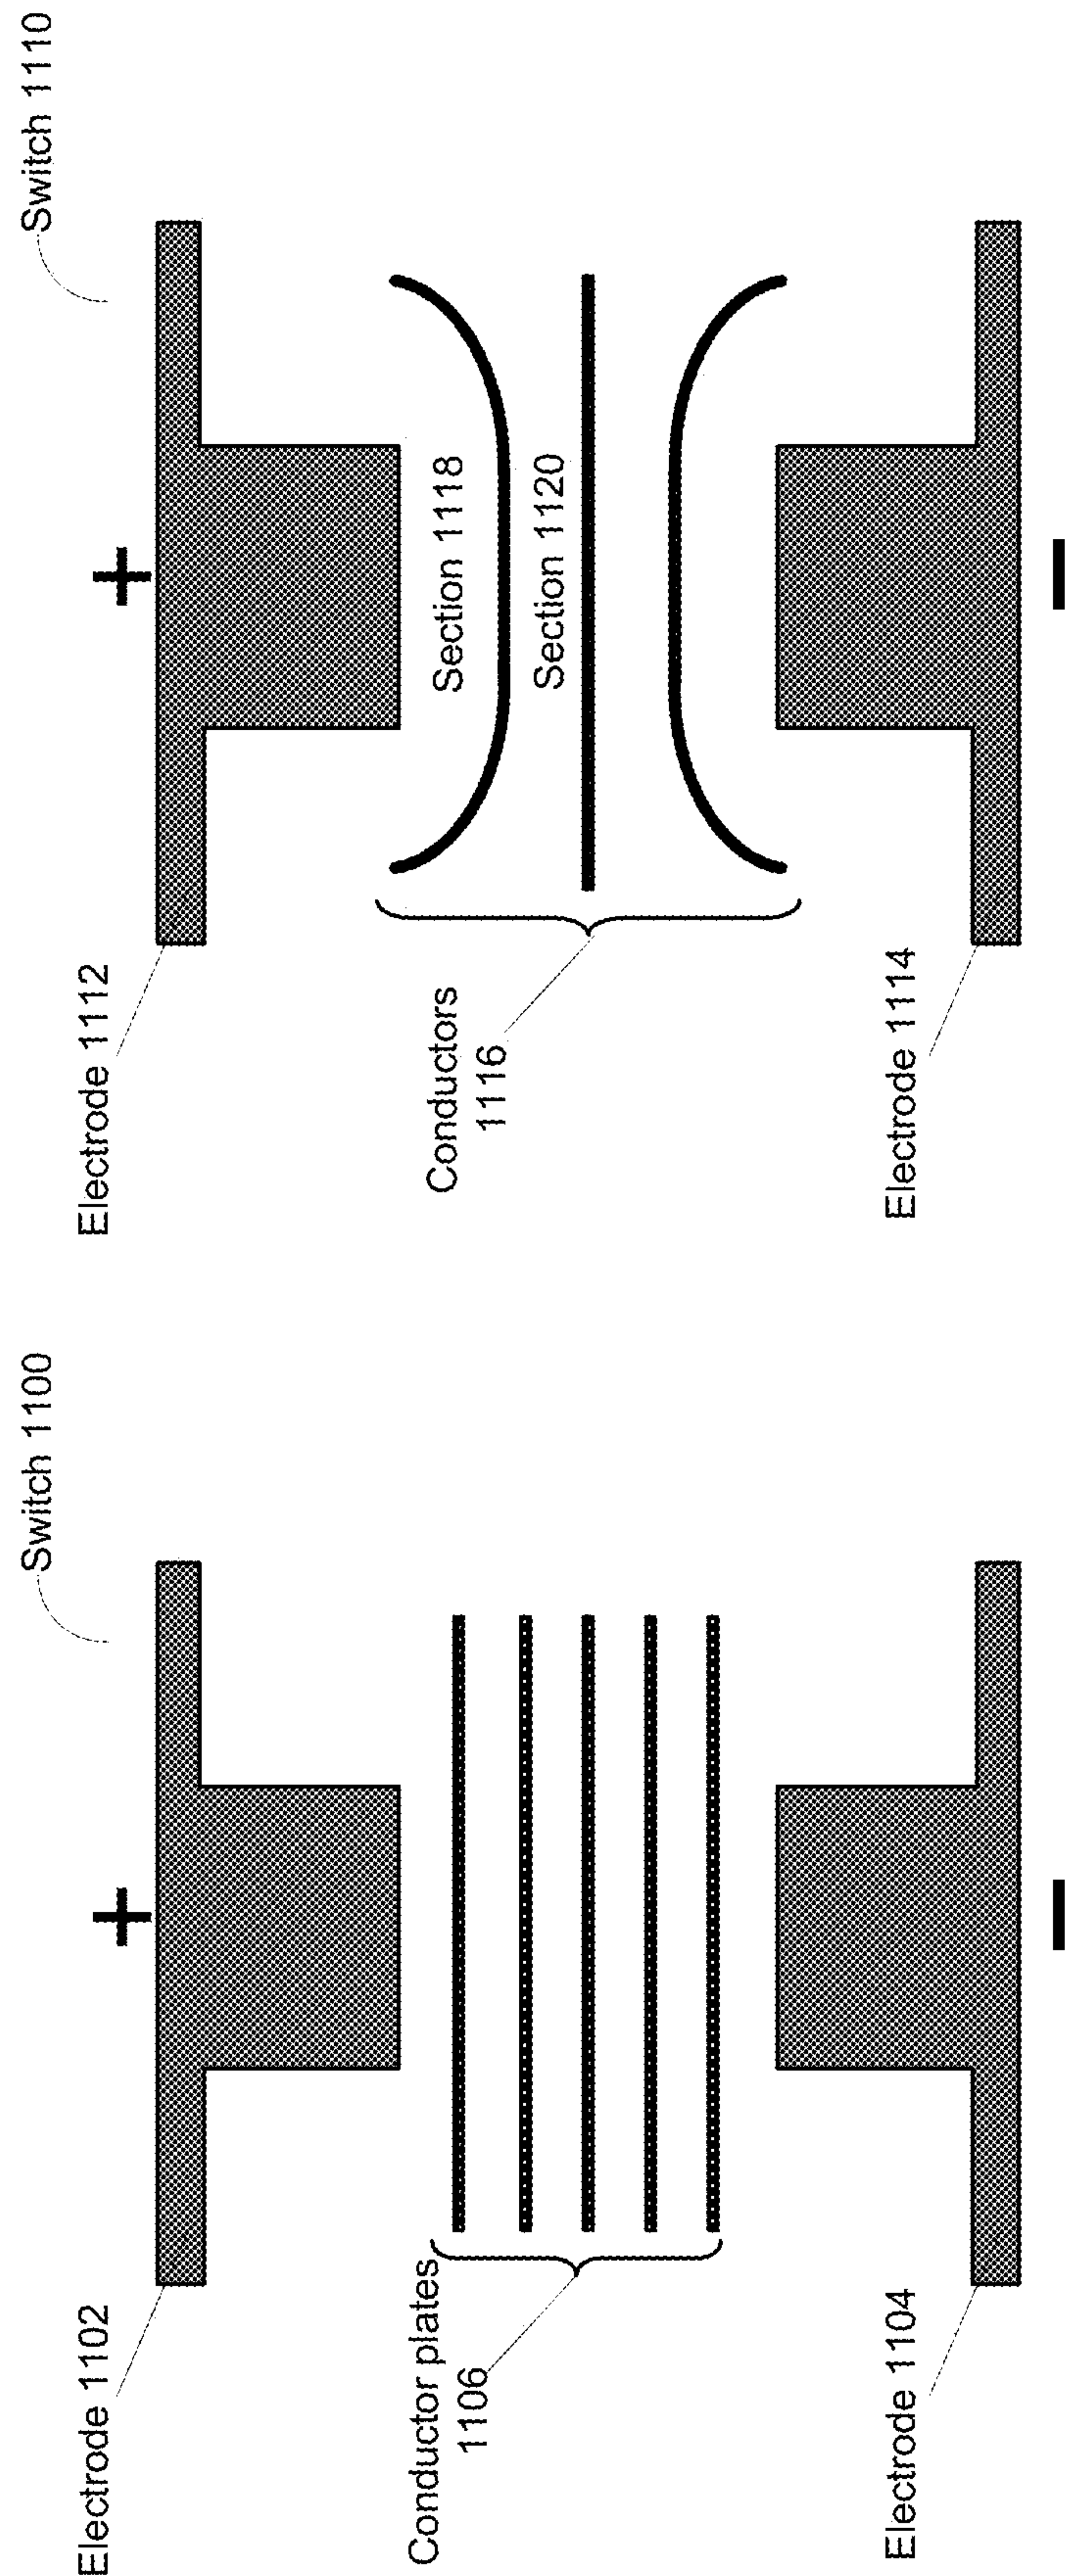 Switch 1100
Electrode 1102
+
Conductor plates
1106
Electrode 1104
−
Switch 1110
Electrode 1112
+
Section 1118
Section 1120
Conductors
1116
Electrode 1114
−